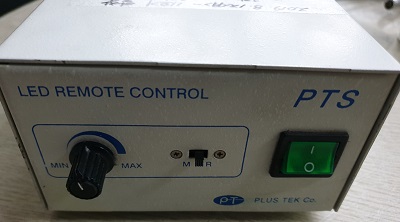 LED REMOTE CONTROL PTS
MIN MAX M R I O
PT PLUS TEK Co.